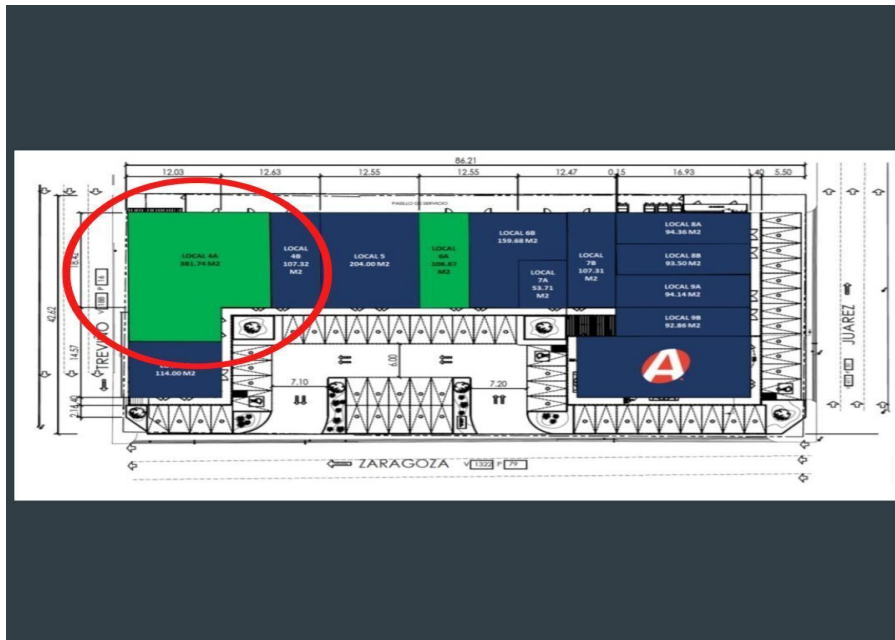 86.21
12.03
12.63
12.55
12.55
12.47
0.15
16.93
1.40
5.50
PASILLO DE SERVICIO
LOCAL 4A
381.74 M2
LOCAL
4B
107.32
M2
LOCAL 5
204.00 M2
LOCAL
6A
LOCAL 6B
159.68 M2
LOCAL
7A
53.71
M2
LOCAL
7B
107.31
M2
LOCAL 8A
94.36 M2
LOCAL 8B
93.50 M2
LOCAL 9A
94.14 M2
LOCAL 9B
92.86 M2
A
114.00 M2
42.62
14.57
TREVIÑO
JUAREZ
6.00
7.10
7.20
ZARAGOZA V 1322 P 79